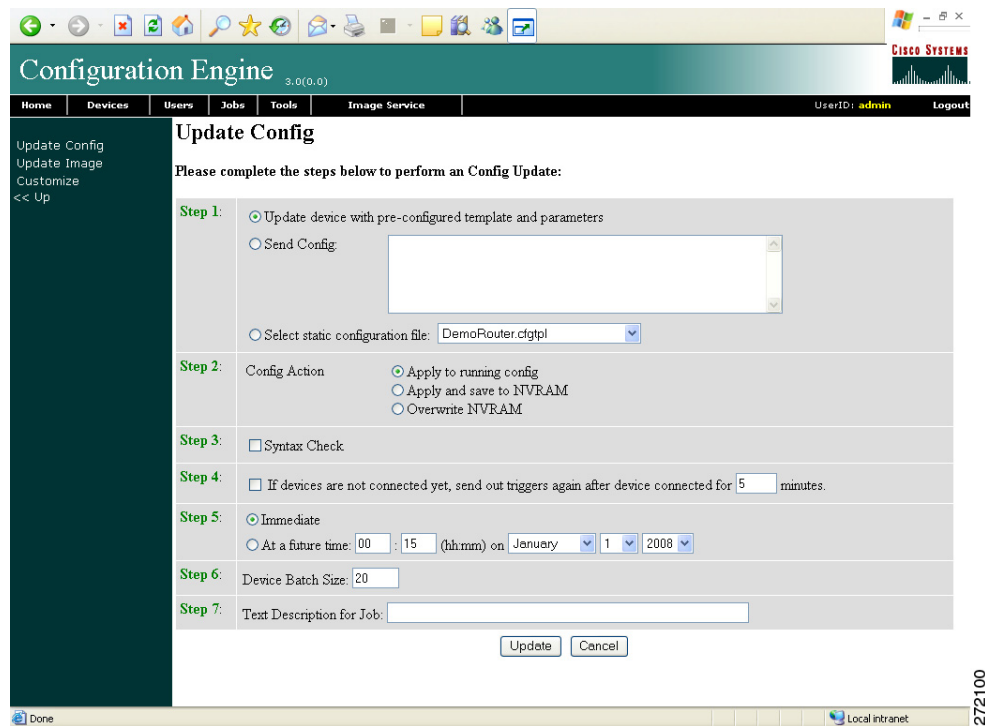 CISCO SYSTEMS
Configuration Engine 3.0(0.0)
Home Devices Users Jobs Tools Image Service UserID: admin Logout
Update Config
Update Image
Customize
<< Up
Update Config
Please complete the steps below to perform an Config Update:
Step 1:
Update device with pre-configured template and parameters
Send Config:
Select static configuration file: DemoRouter.cfgtpl
Step 2:
Config Action
Apply to running config
Apply and save to NVRAM
Overwrite NVRAM
Step 3:
Syntax Check
Step 4:
If devices are not connected yet, send out triggers again after device connected for 5 minutes.
Step 5:
Immediate
At a future time: 00 : 15 (hh:mm) on January 1 2008
Step 6:
Device Batch Size: 20
Step 7:
Text Description for Job:
Update Cancel
Done
Local intranet
272100